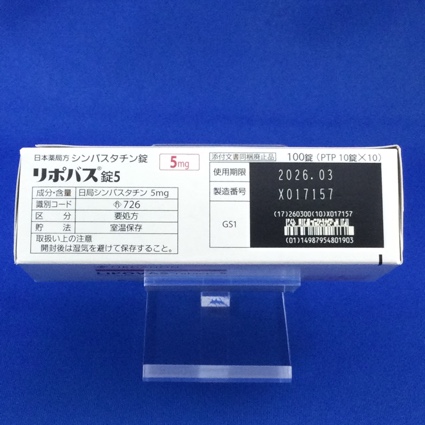 日本薬局方 シンバスタチン錠
5mg
添付文書同梱廃止品
100錠 (PTP 10錠×10)
リポバス錠5
成分・含量 日局シンバスタチン 5mg
識別コード 726
区 分 要処方
貯 法 室温保存
取扱い上の注意
開封後は湿気を避けて保存すること。
使用期限 2026.03
製造番号 X017157
GS1
(17)260300(10)X017157
(01)14987954801903